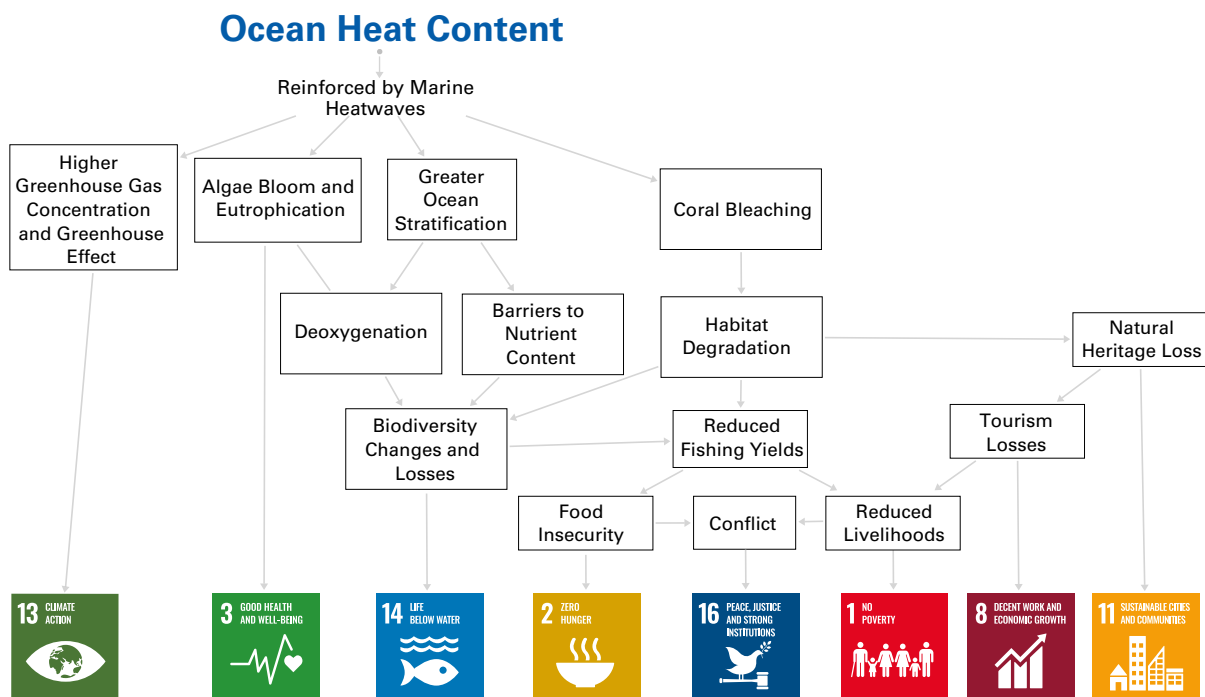 Ocean Heat Content
Reinforced by Marine
Heatwaves
Higher
Greenhouse Gas
Concentration
and Greenhouse
Effect
Algae Bloom and
Eutrophication
Greater
Ocean
Stratification
Coral Bleaching
Deoxygenation
Barriers to
Nutrient
Content
Habitat
Degradation
Natural
Heritage Loss
Biodiversity
Changes and
Losses
Reduced
Fishing Yields
Tourism
Losses
Food
Insecurity
Conflict
Reduced
Livelihoods
13 CLIMATE
ACTION
3 GOOD HEALTH
AND WELL-BEING
14 LIFE
BELOW WATER
2 ZERO
HUNGER
16 PEACE, JUSTICE
AND STRONG
INSTITUTIONS
1 NO
POVERTY
8 DECENT WORK AND
ECONOMIC GROWTH
11 SUSTAINABLE CITIES
AND COMMUNITIES